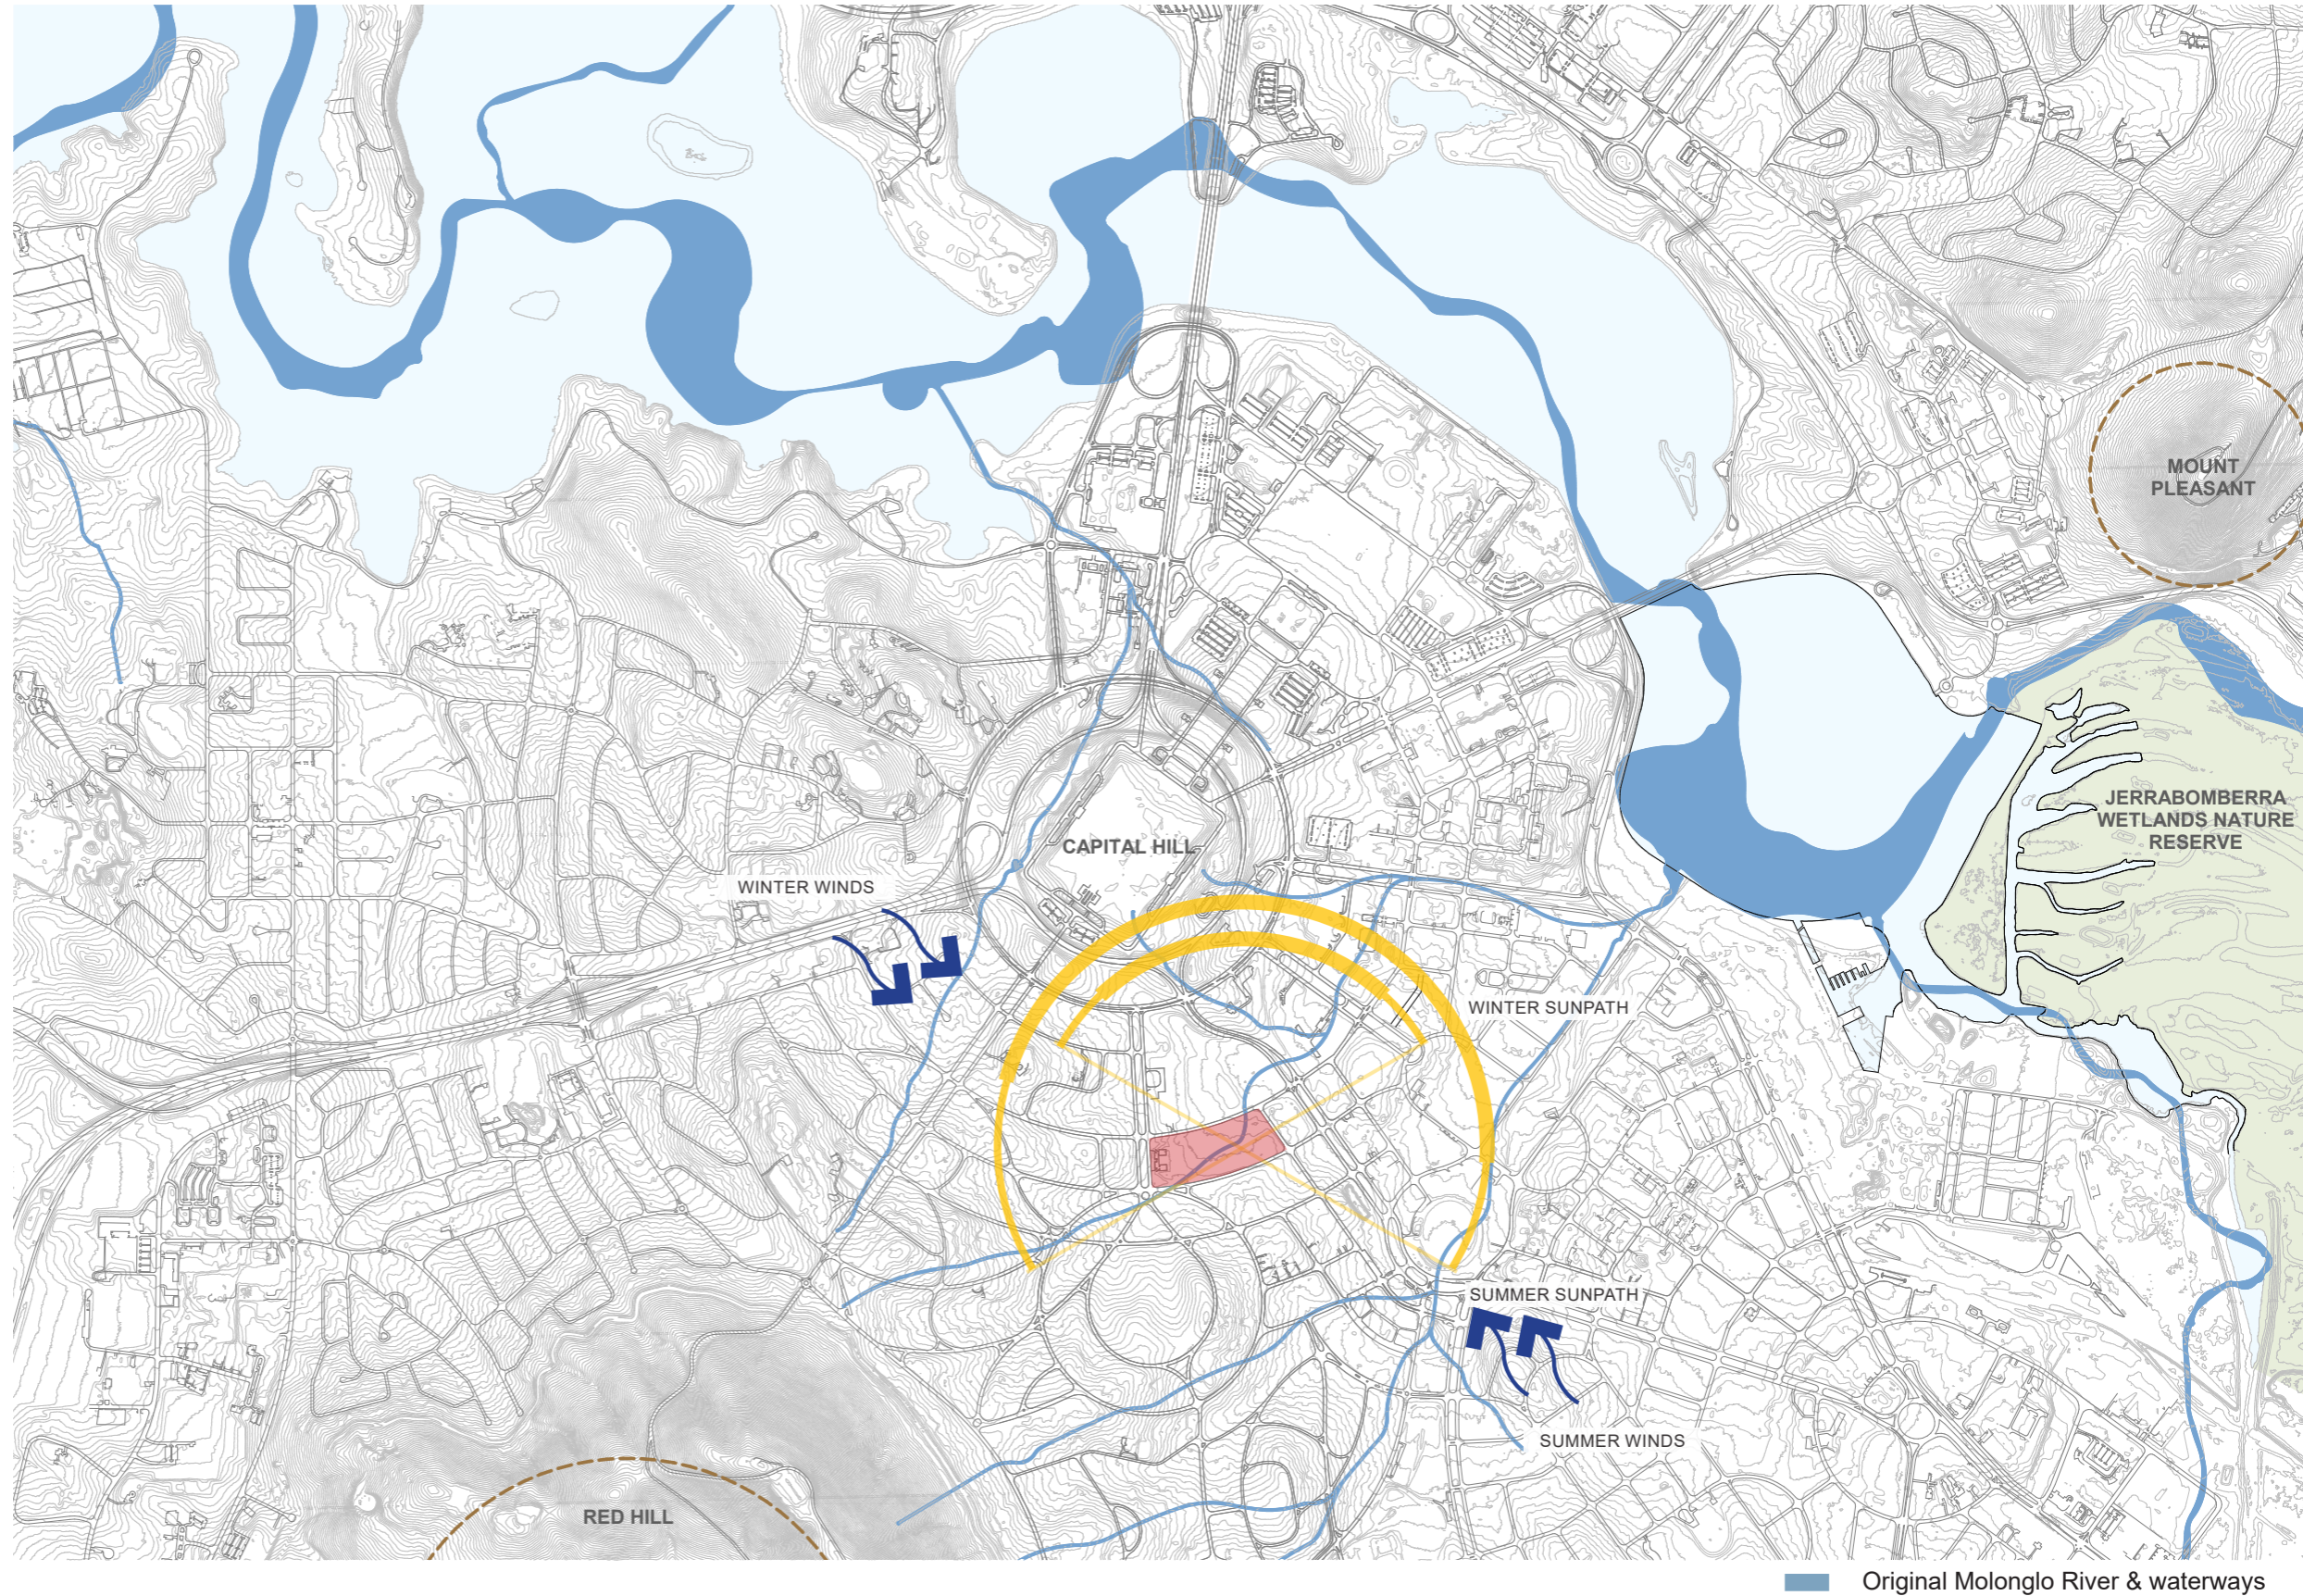 MOUNT
PLEASANT
JERRABOMBERRA
WETLANDS NATURE
RESERVE
CAPITAL HILL
WINTER WINDS
WINTER SUNPATH
SUMMER SUNPATH
SUMMER WINDS
RED HILL
Original Molonglo River & waterways